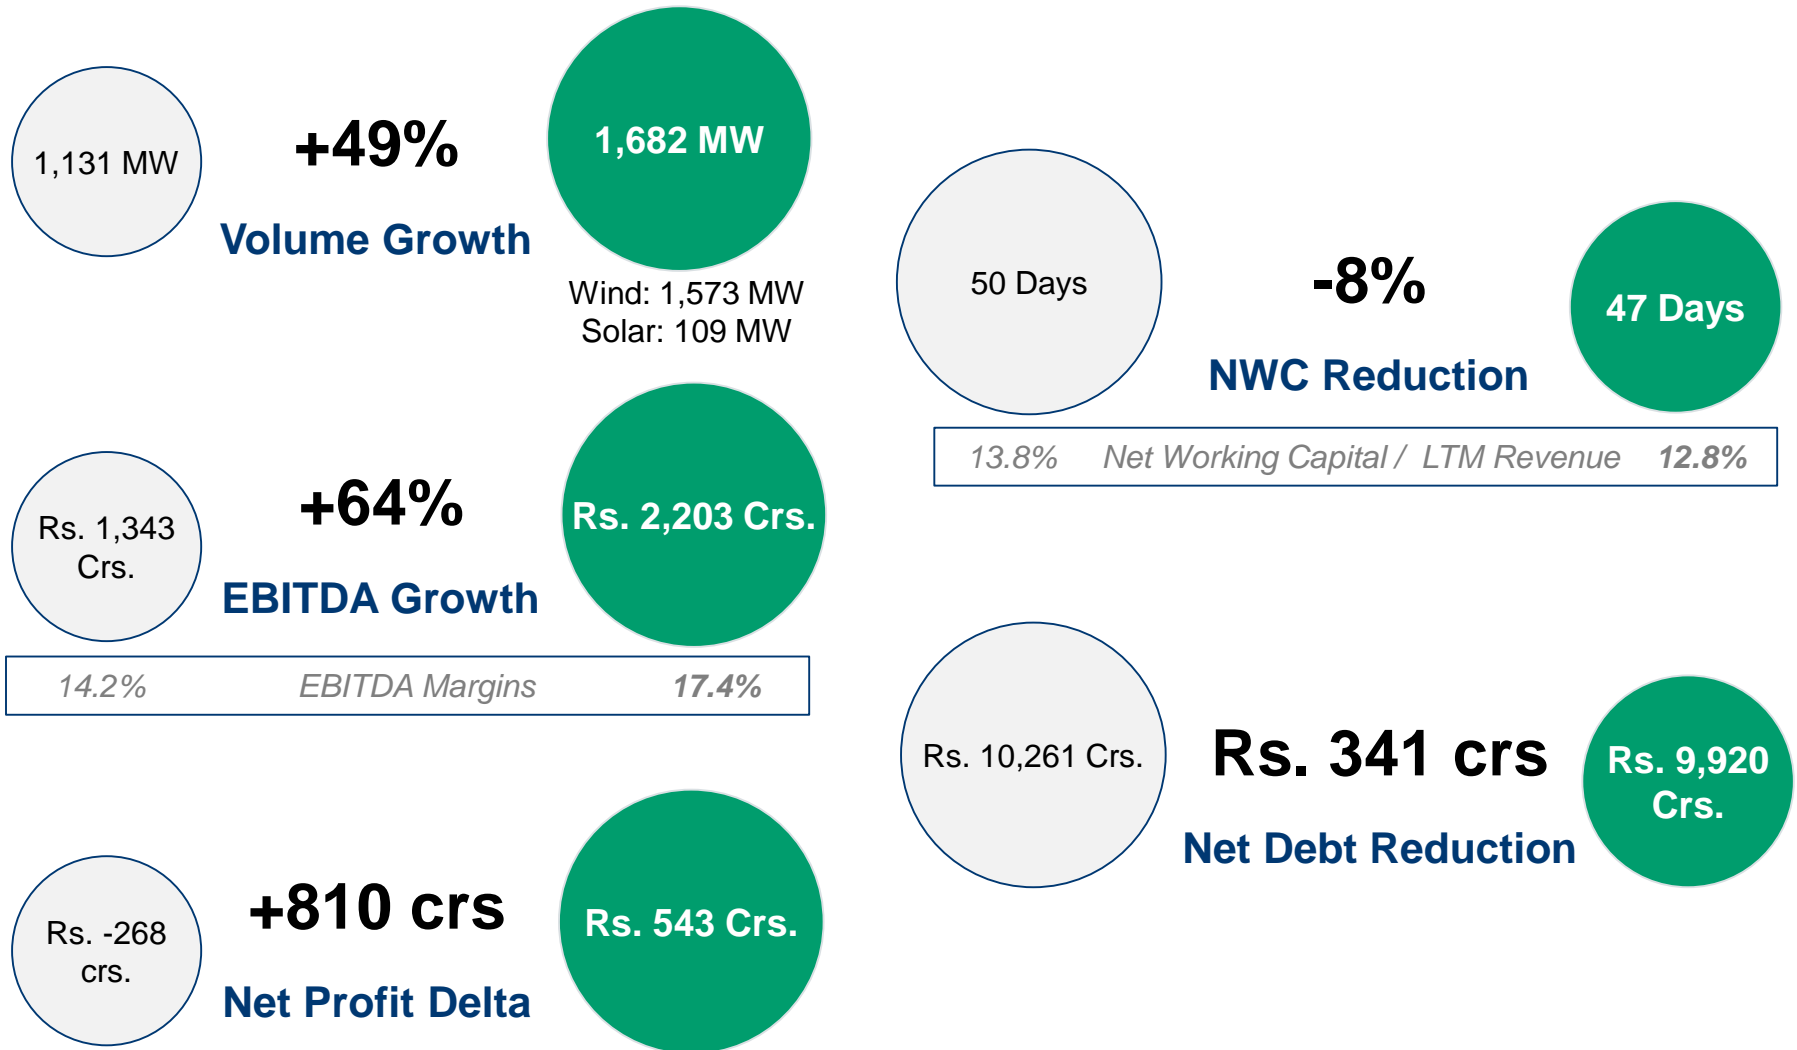 1,131 MW
+49%
Volume Growth
1,682 MW
Wind: 1,573 MW
Solar: 109 MW
Rs. 1,343
Crs.
+64%
EBITDA Growth
Rs. 2,203 Crs.
14.2% EBITDA Margins 17.4%
Rs. -268
crs.
+810 crs
Net Profit Delta
Rs. 543 Crs.
50 Days
-8%
NWC Reduction
47 Days
13.8% Net Working Capital / LTM Revenue 12.8%
Rs. 10,261 Crs.
Rs. 341 crs
Net Debt Reduction
Rs. 9,920
Crs.